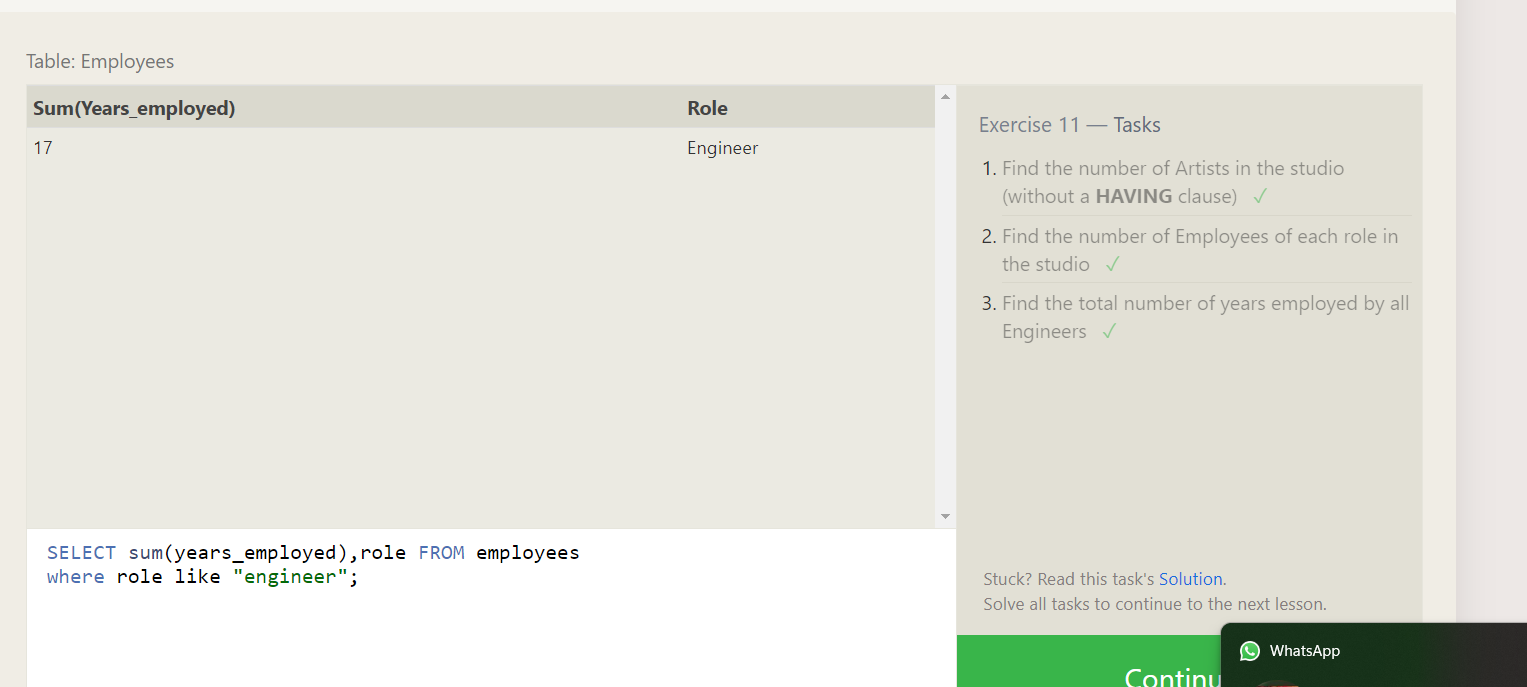 Table: Employees
Sum(Years_employed) Role
17 Engineer
SELECT sum(years_employed),role FROM employees
where role like "engineer";
Exercise 11 — Tasks
1. Find the number of Artists in the studio
(without a HAVING clause) ✓
2. Find the number of Employees of each role in
the studio ✓
3. Find the total number of years employed by all
Engineers ✓
Stuck? Read this task's Solution.
Solve all tasks to continue to the next lesson.
WhatsApp